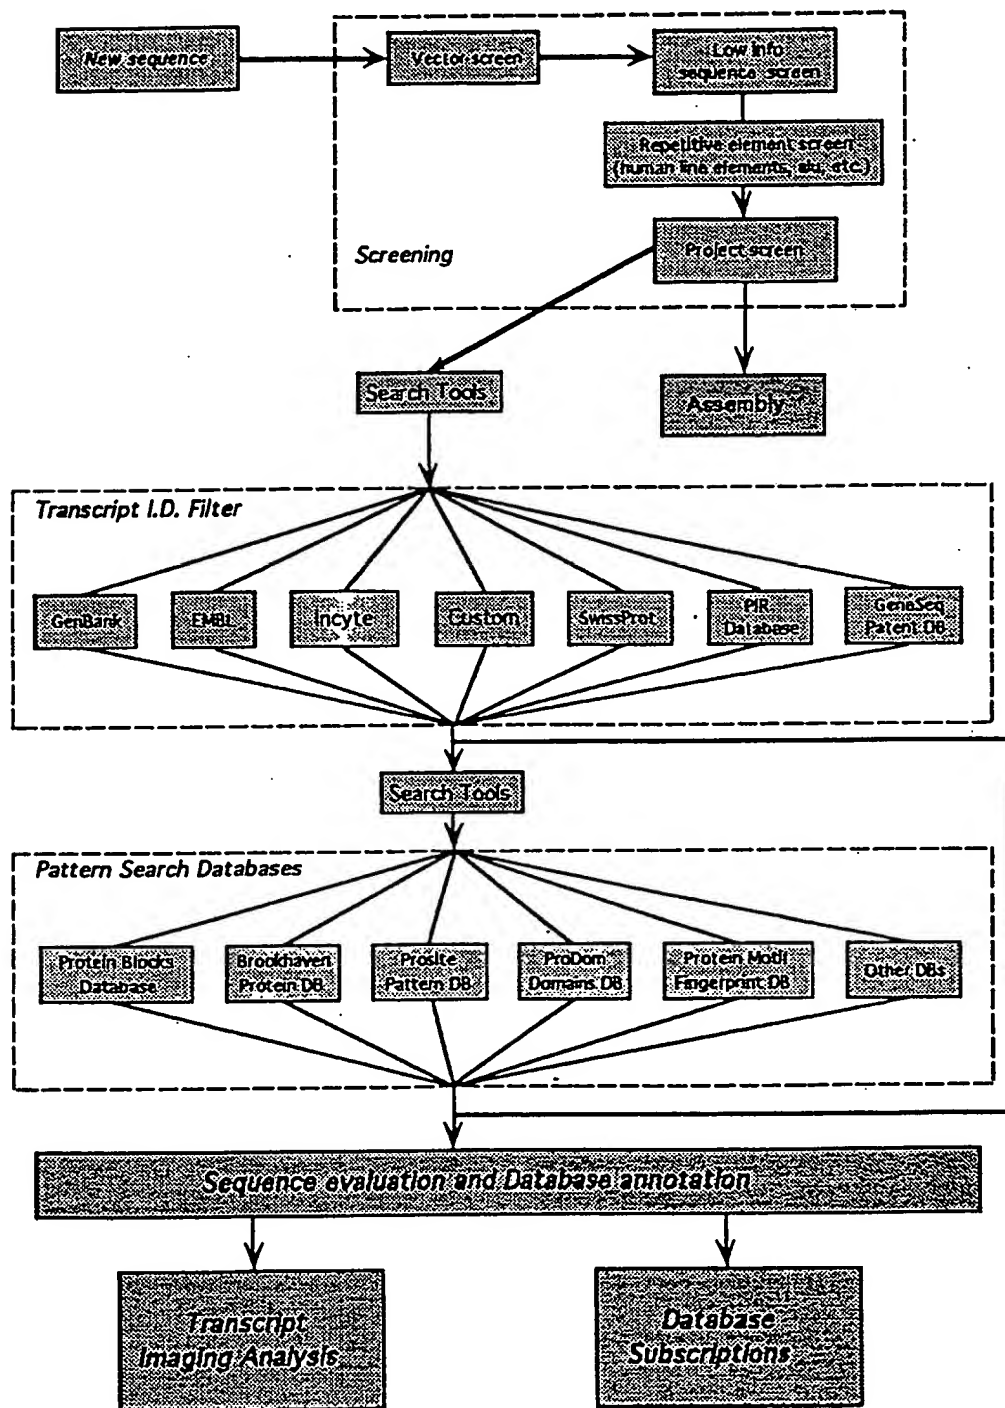 New sequence
Vector screen
Low info
sequence screen
Repetitive element screen
(human line elements, alu, etc.)
Screening
Project screen
Search Tools
Assembly
Transcript I.D. Filter
GenBank
EMBL
Incyte
Custom
SwissProt
PIR
Database
GeneSeq
Patent DB
Search Tools
Pattern Search Databases
Protein Blocks
Database
Brookhaven
Protein DB
Prosite
Pattern DB
ProDom
Domains DB
Protein Motif
Fingerprint DB
Other DBs
Sequence evaluation and Database annotation
Transcript
Imaging Analysis
Database
Subscriptions